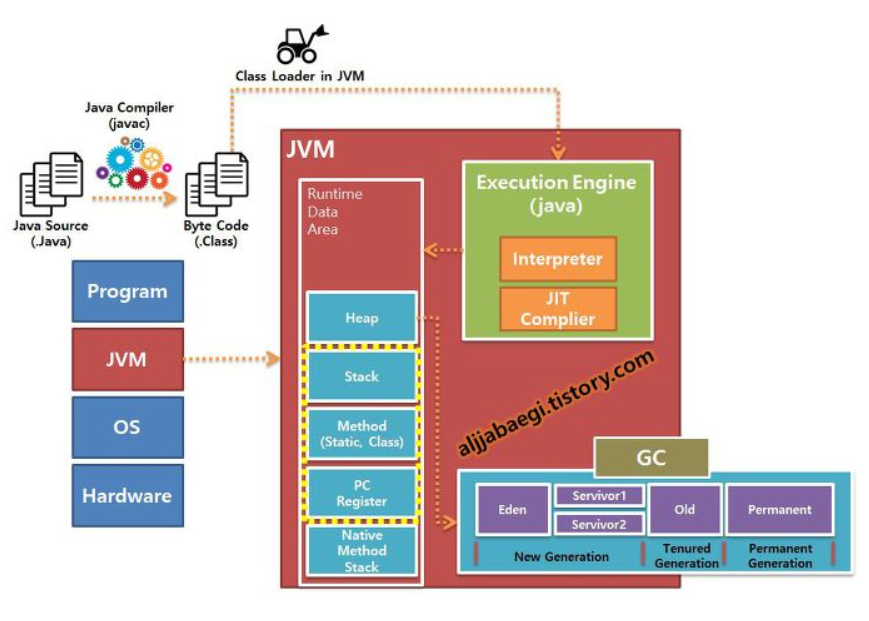 Class Loader in JVM
Java Compiler
(javac)
Java Source
(.Java)
Byte Code
(.Class)
Program
JVM
OS
Hardware
JVM
Runtime
Data
Area
Heap
Stack
Method
(Static, Class)
PC
Register
Native
Method
Stack
Execution Engine
(java)
Interpreter
JIT
Complier
aljjabaegi.tistory.com
GC
Eden
Servivor1
Servivor2
Old
Permanent
New Generation
Tenured
Generation
Permanent
Generation